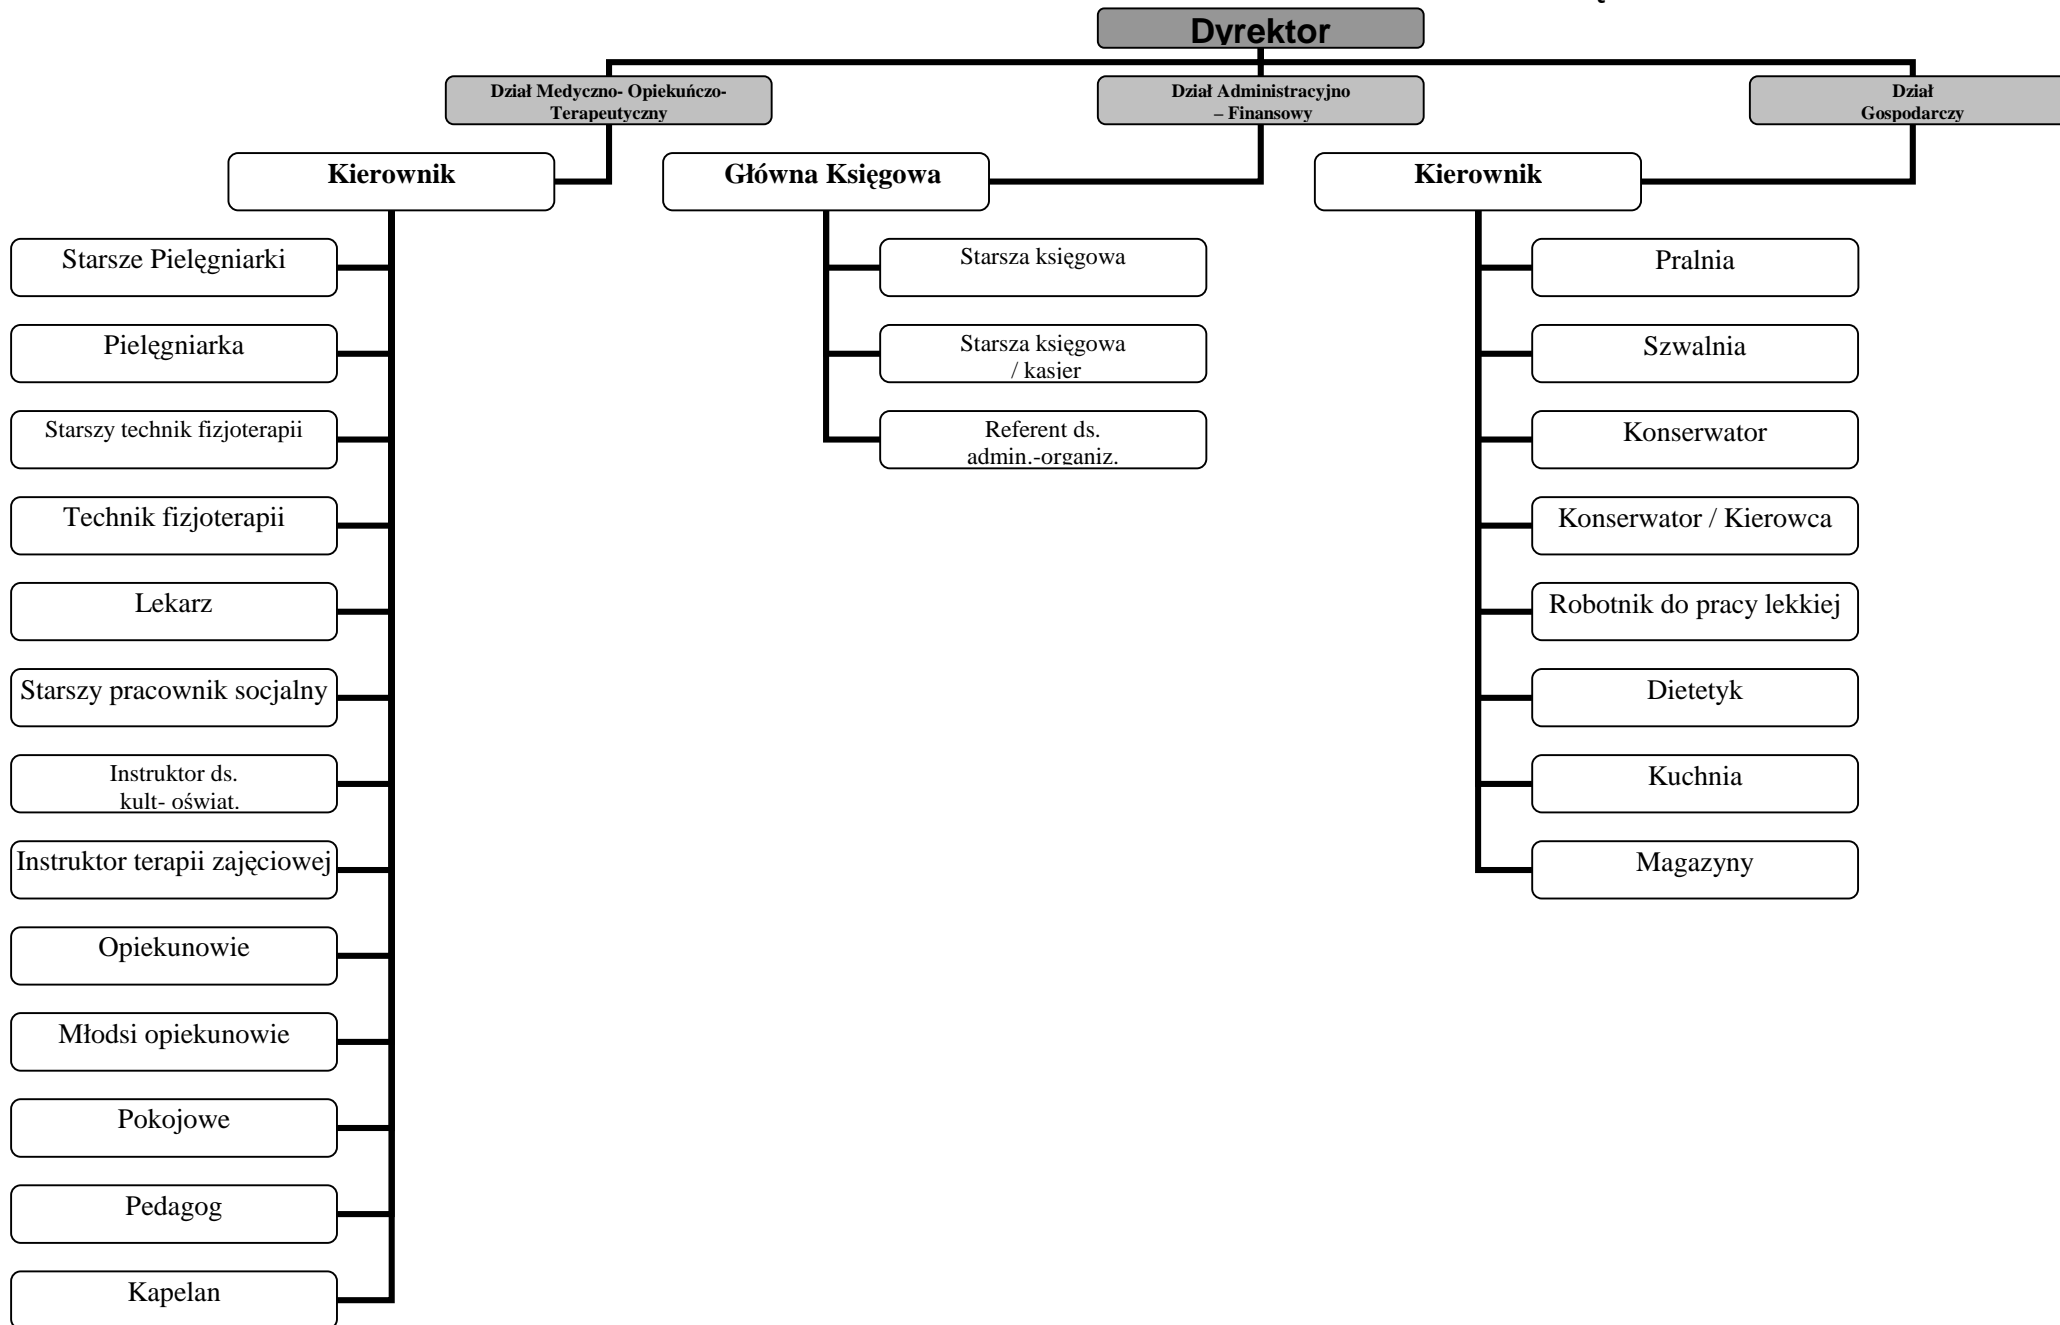 Dyrektor
Dział Medyczno- Opiekuńczo-
Terapeutyczny
Dział Administracyjno
– Finansowy
Dział
Gospodarczy
Kierownik
Główna Księgowa
Kierownik
Starsze Pielęgniarki
Pielęgniarka
Starszy technik fizjoterapii
Technik fizjoterapii
Lekarz
Starszy pracownik socjalny
Instruktor ds.
kult- oświat.
Instruktor terapii zajęciowej
Opiekunowie
Młodsi opiekunowie
Pokojowe
Pedagog
Kapelan
Starsza księgowa
Starsza księgowa
/ kasjer
Referent ds.
admin.-organiz.
Pralnia
Szwalnia
Konserwator
Konserwator / Kierowca
Robotnik do pracy lekkiej
Dietetyk
Kuchnia
Magazyny